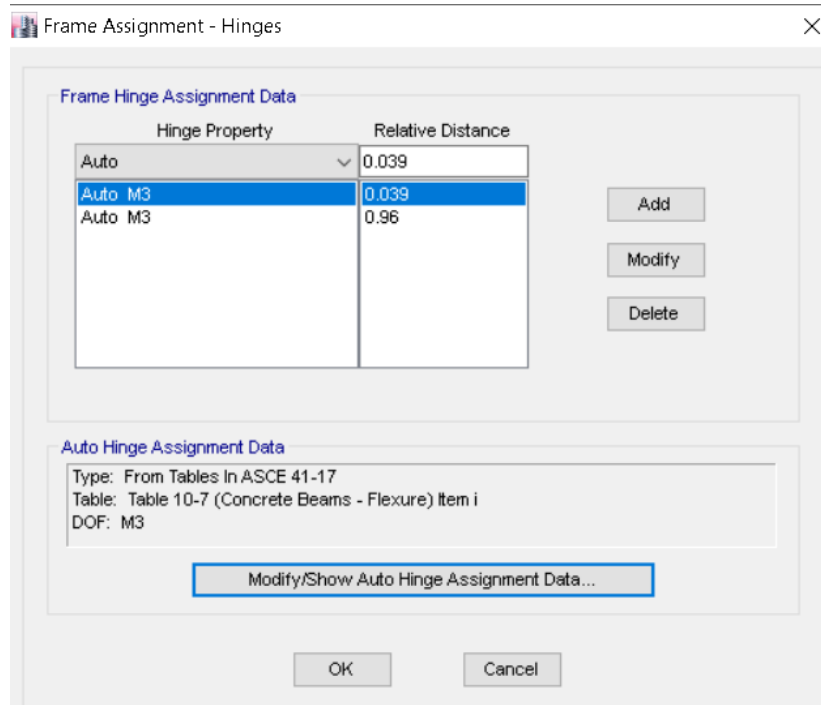 Frame Assignment - Hinges
Frame Hinge Assignment Data
Hinge Property Relative Distance
Auto 0.039
Auto M3 0.039
Auto M3 0.96
Add
Modify
Delete
Auto Hinge Assignment Data
Type: From Tables In ASCE 41-17
Table: Table 10-7 (Concrete Beams - Flexure) Item i
DOF: M3
Modify/Show Auto Hinge Assignment Data...
OK Cancel